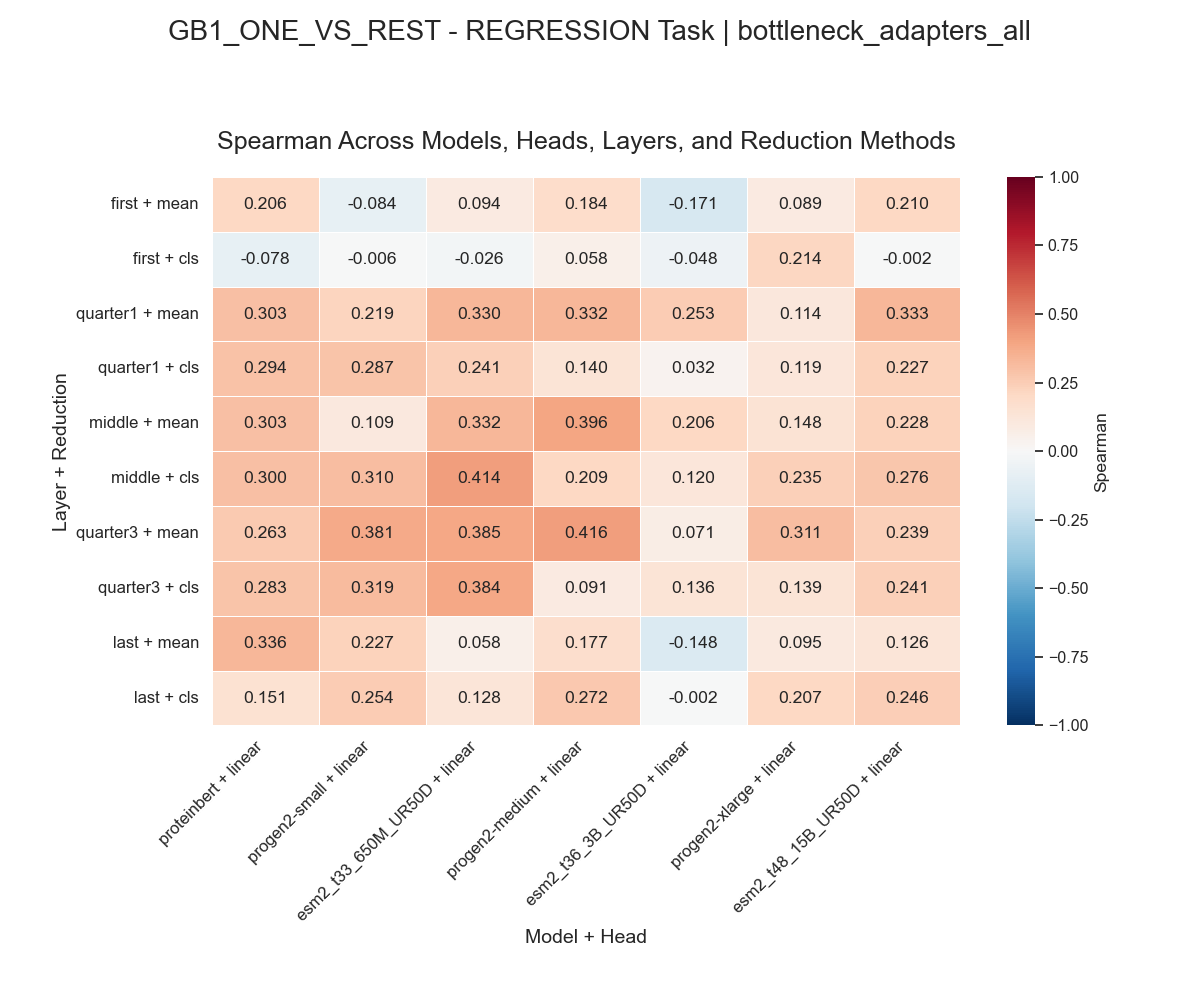 GB1_ONE_VS_REST - REGRESSION Task | bottleneck_adapters_all
Spearman Across Models, Heads, Layers, and Reduction Methods
first + mean 0.206 -0.084 0.094 0.184 -0.171 0.089 0.210
first + cls -0.078 -0.006 -0.026 0.058 -0.048 0.214 -0.002
quarter1 + mean 0.303 0.219 0.330 0.332 0.253 0.114 0.333
quarter1 + cls 0.294 0.287 0.241 0.140 0.032 0.119 0.227
middle + mean 0.303 0.109 0.332 0.396 0.206 0.148 0.228
middle + cls 0.300 0.310 0.414 0.209 0.120 0.235 0.276
quarter3 + mean 0.263 0.381 0.385 0.416 0.071 0.311 0.239
quarter3 + cls 0.283 0.319 0.384 0.091 0.136 0.139 0.241
last + mean 0.336 0.227 0.058 0.177 -0.148 0.095 0.126
last + cls 0.151 0.254 0.128 0.272 -0.002 0.207 0.246
Layer + Reduction
proteinbert + linear
progen2-small + linear
esm2_t33_650M_UR50D + linear
progen2-medium + linear
esm2_t36_3B_UR50D + linear
progen2-xlarge + linear
esm2_t48_15B_UR50D + linear
Model + Head
1.00
0.75
0.50
0.25
0.00
−0.25
−0.50
−0.75
−1.00
Spearman